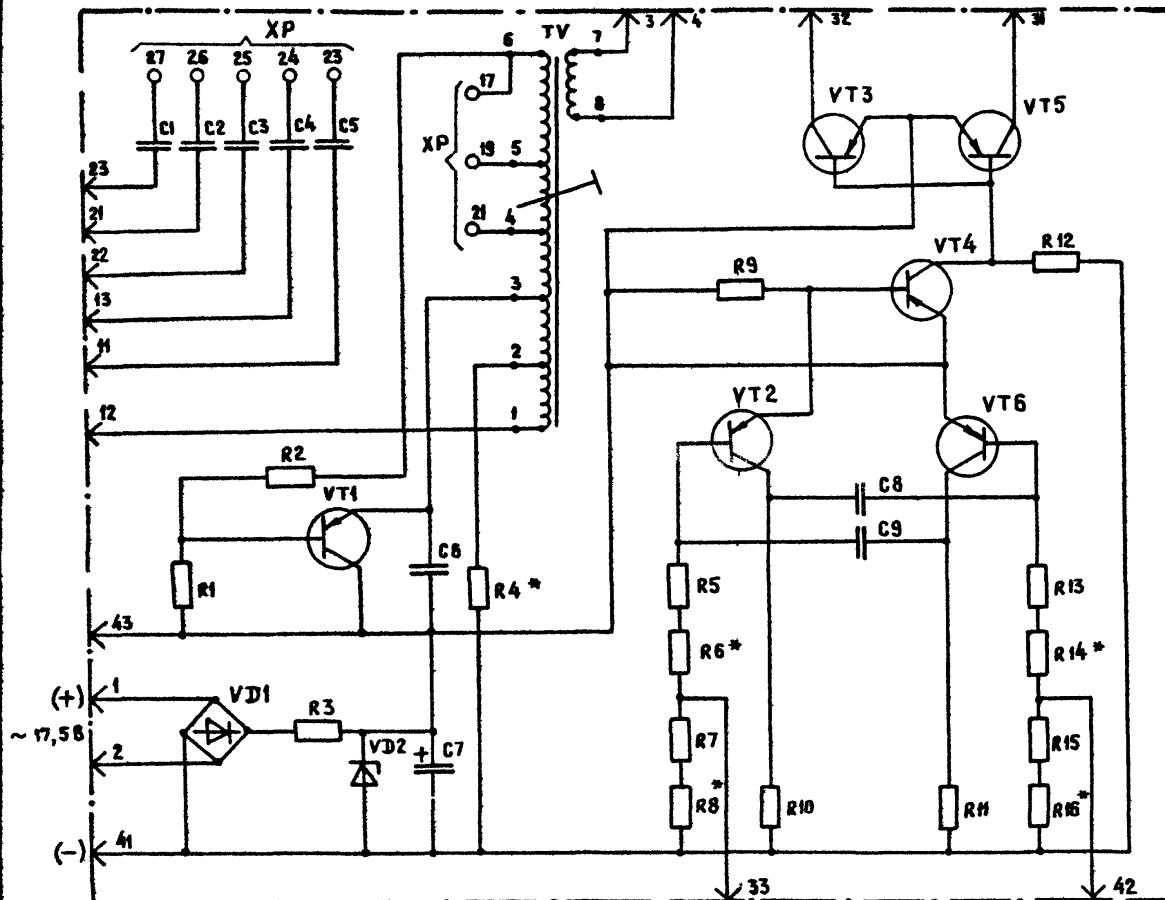 XP
27 26 25 24 23
C1 C2 C3 C4 C5
23
21
22
13
11
12
TV
6 7
3 4
17
XP
19 5
21 4
8
3
2
1
32 31
VT3 VT5
VT4
R12
R9
VT2
VT6
R2
VT1
R1
C6
R4*
C8
C9
R5
R6*
R7
R8*
R10
R11
R13
R14*
R15
R16*
43
(+) 1
~ 17,5В
2
VD1
R3
VD2
+ C7
(-) 41
33
42